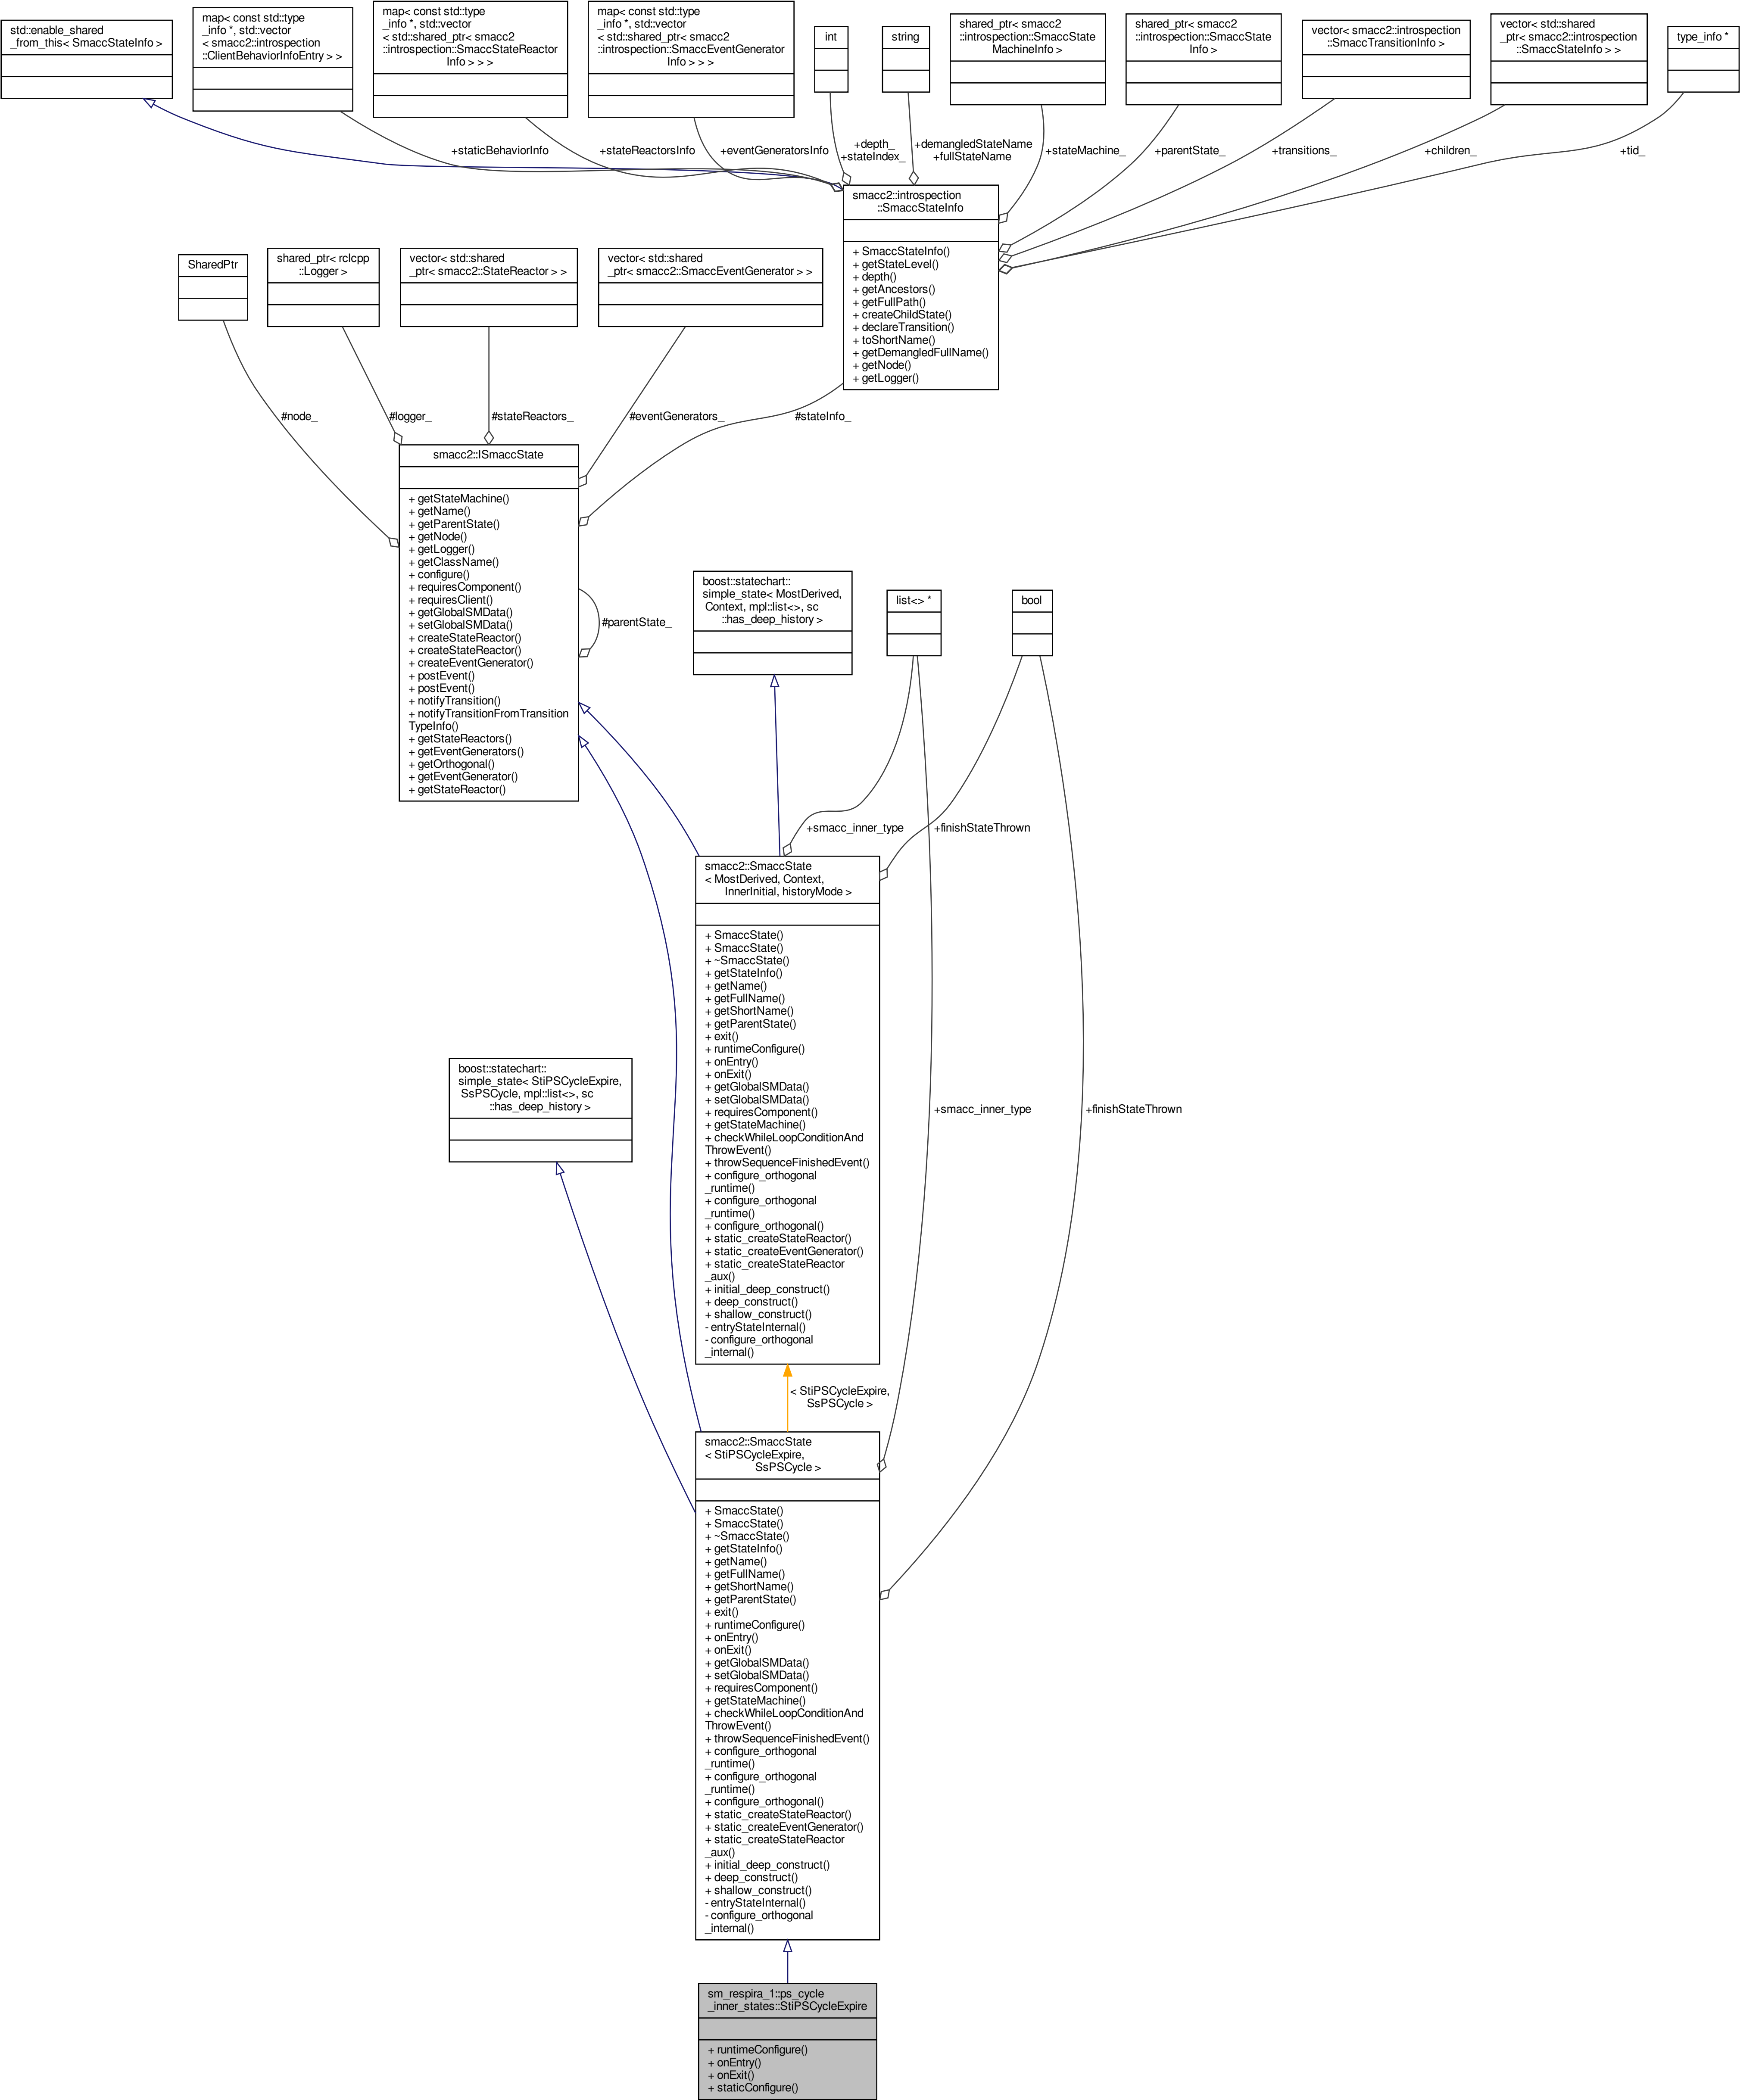 std::enable_shared
_from_this< SmaccStateInfo >
map< const std::type
_info *, std::vector
< smacc2::introspection
::ClientBehaviorInfoEntry > >
map< const std::type
_info *, std::vector
< std::shared_ptr< smacc2
::introspection::SmaccStateReactor
Info > > >
map< const std::type
_info *, std::vector
< std::shared_ptr< smacc2
::introspection::SmaccEventGenerator
Info > > >
int
string
shared_ptr< smacc2
::introspection::SmaccState
MachineInfo >
shared_ptr< smacc2
::introspection::SmaccState
Info >
vector< smacc2::introspection
::SmaccTransitionInfo >
vector< std::shared
_ptr< smacc2::introspection
::SmaccStateInfo > >
type_info *
+staticBehaviorInfo
+stateReactorsInfo
+eventGeneratorsInfo
+depth_
+stateIndex_
+demangledStateName
+fullStateName
+stateMachine_
+parentState_
+transitions_
+children_
+tid_
smacc2::introspection
::SmaccStateInfo
+ SmaccStateInfo()
+ getStateLevel()
+ depth()
+ getAncestors()
+ getFullPath()
+ createChildState()
+ declareTransition()
+ toShortName()
+ getDemangledFullName()
+ getNode()
+ getLogger()
SharedPtr
shared_ptr< rclcpp
::Logger >
vector< std::shared
_ptr< smacc2::StateReactor > >
vector< std::shared
_ptr< smacc2::SmaccEventGenerator > >
#node_
#logger_
#stateReactors_
#eventGenerators_
#stateInfo_
smacc2::ISmaccState
+ getStateMachine()
+ getName()
+ getParentState()
+ getNode()
+ getLogger()
+ getClassName()
+ configure()
+ requiresComponent()
+ requiresClient()
+ getGlobalSMData()
+ setGlobalSMData()
+ createStateReactor()
+ createStateReactor()
+ createEventGenerator()
+ postEvent()
+ postEvent()
+ notifyTransition()
+ notifyTransitionFromTransition
TypeInfo()
+ getStateReactors()
+ getEventGenerators()
+ getOrthogonal()
+ getEventGenerator()
+ getStateReactor()
#parentState_
boost::statechart::
simple_state< MostDerived,
Context, mpl::list<>, sc
::has_deep_history >
list<> *
bool
+smacc_inner_type
+finishStateThrown
smacc2::SmaccState
< MostDerived, Context,
InnerInitial, historyMode >
+ SmaccState()
+ SmaccState()
+ ~SmaccState()
+ getStateInfo()
+ getName()
+ getFullName()
+ getShortName()
+ getParentState()
+ exit()
+ runtimeConfigure()
+ onEntry()
+ onExit()
+ getGlobalSMData()
+ setGlobalSMData()
+ requiresComponent()
+ getStateMachine()
+ checkWhileLoopConditionAnd
ThrowEvent()
+ throwSequenceFinishedEvent()
+ configure_orthogonal
_runtime()
+ configure_orthogonal
_runtime()
+ configure_orthogonal()
+ static_createStateReactor()
+ static_createEventGenerator()
+ static_createStateReactor
_aux()
+ initial_deep_construct()
+ deep_construct()
+ shallow_construct()
- entryStateInternal()
- configure_orthogonal
_internal()
boost::statechart::
simple_state< StiPSCycleExpire,
SsPSCycle, mpl::list<>, sc
::has_deep_history >
+smacc_inner_type
+finishStateThrown
< StiPSCycleExpire,
SsPSCycle >
smacc2::SmaccState
< StiPSCycleExpire,
SsPSCycle >
+ SmaccState()
+ SmaccState()
+ ~SmaccState()
+ getStateInfo()
+ getName()
+ getFullName()
+ getShortName()
+ getParentState()
+ exit()
+ runtimeConfigure()
+ onEntry()
+ onExit()
+ getGlobalSMData()
+ setGlobalSMData()
+ requiresComponent()
+ getStateMachine()
+ checkWhileLoopConditionAnd
ThrowEvent()
+ throwSequenceFinishedEvent()
+ configure_orthogonal
_runtime()
+ configure_orthogonal
_runtime()
+ configure_orthogonal()
+ static_createStateReactor()
+ static_createEventGenerator()
+ static_createStateReactor
_aux()
+ initial_deep_construct()
+ deep_construct()
+ shallow_construct()
- entryStateInternal()
- configure_orthogonal
_internal()
sm_respira_1::ps_cycle
_inner_states::StiPSCycleExpire
+ runtimeConfigure()
+ onEntry()
+ onExit()
+ staticConfigure()